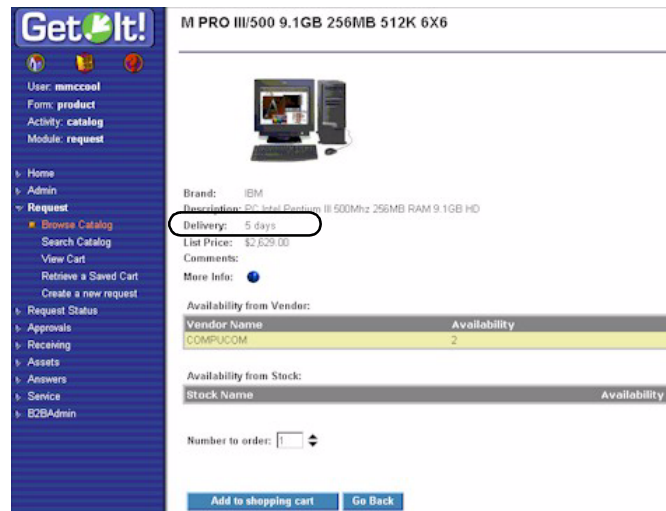 Get It!
User: mmccool
Form: product
Activity: catalog
Module: request
Home
Admin
Request
Browse Catalog
Search Catalog
View Cart
Retrieve a Saved Cart
Create a new request
Request Status
Approvals
Receiving
Assets
Answers
Service
B2BAdmin
M PRO III/500 9.1GB 256MB 512K 6X6
Brand: IBM
Description: PC Intel Pentium III 500Mhz 256MB RAM 9.1GB HD
Delivery: 5 days
List Price: $2,629.00
Comments:
More Info:
Availability from Vendor:
Vendor Name Availability
COMPUCOM 2
Availability from Stock:
Stock Name Availability
Number to order: 1
Add to shopping cart Go Back